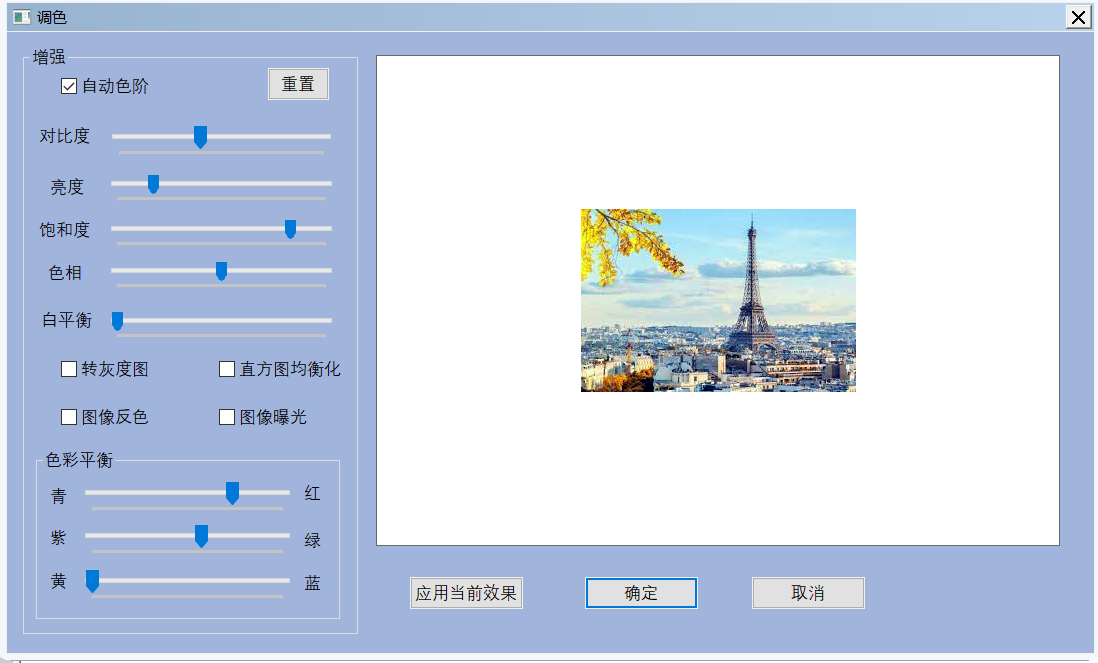 调色
增强
自动色阶
重置
对比度
亮度
饱和度
色相
白平衡
转灰度图
直方图均衡化
图像反色
图像曝光
色彩平衡
青
红
紫
绿
黄
蓝
应用当前效果
确定
取消